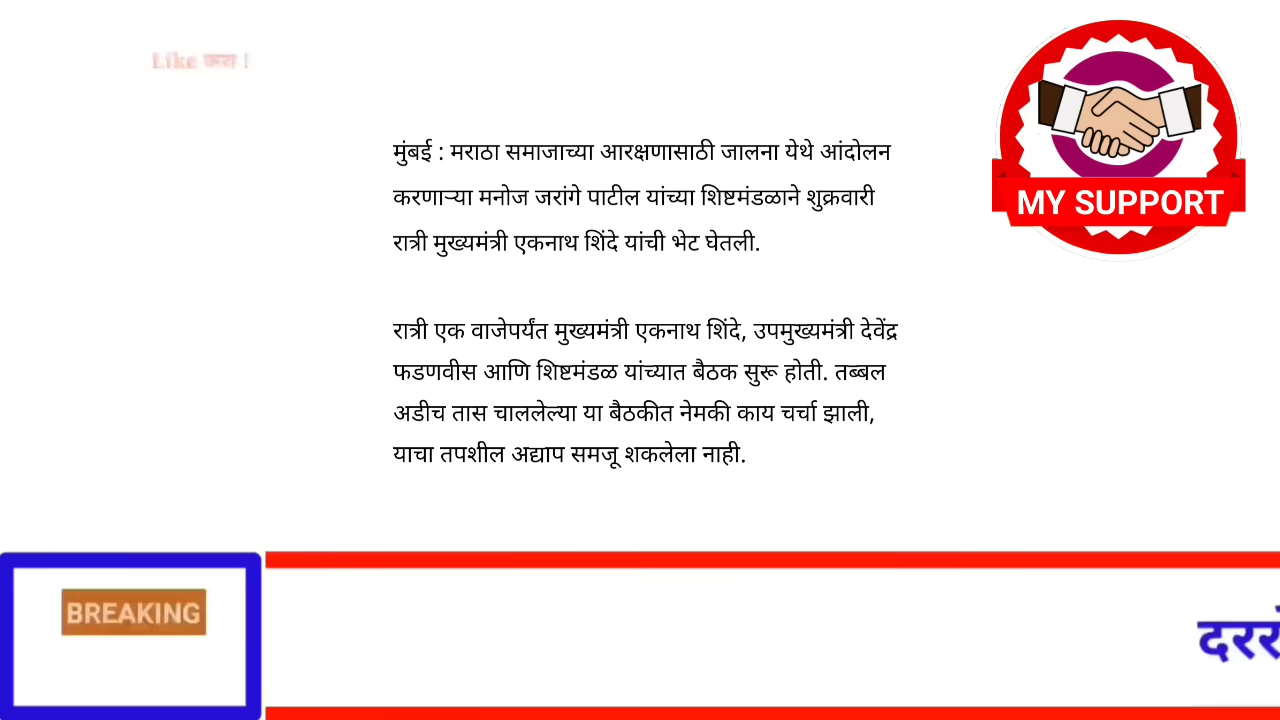 Like करा !
मुंबई : मराठा समाजाच्या आरक्षणासाठी जालना येथे आंदोलन
करणाऱ्या मनोज जरांगे पाटील यांच्या शिष्टमंडळाने शुक्रवारी
रात्री मुख्यमंत्री एकनाथ शिंदे यांची भेट घेतली.
MY SUPPORT
रात्री एक वाजेपर्यंत मुख्यमंत्री एकनाथ शिंदे, उपमुख्यमंत्री देवेंद्र
फडणवीस आणि शिष्टमंडळ यांच्यात बैठक सुरू होती. तब्बल
अडीच तास चाललेल्या या बैठकीत नेमकी काय चर्चा झाली,
याचा तपशील अद्याप समजू शकलेला नाही.
BREAKING